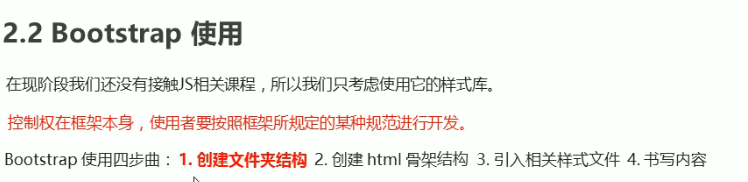 2.2 Bootstrap 使用
在现阶段我们还没有接触JS相关课程，所以我们只考虑使用它的样式库。
控制权在框架本身，使用者要按照框架所规定的某种规范进行开发。
Bootstrap 使用四步曲： 1. 创建文件夹结构 2. 创建 html 骨架结构 3. 引入相关样式文件 4. 书写内容